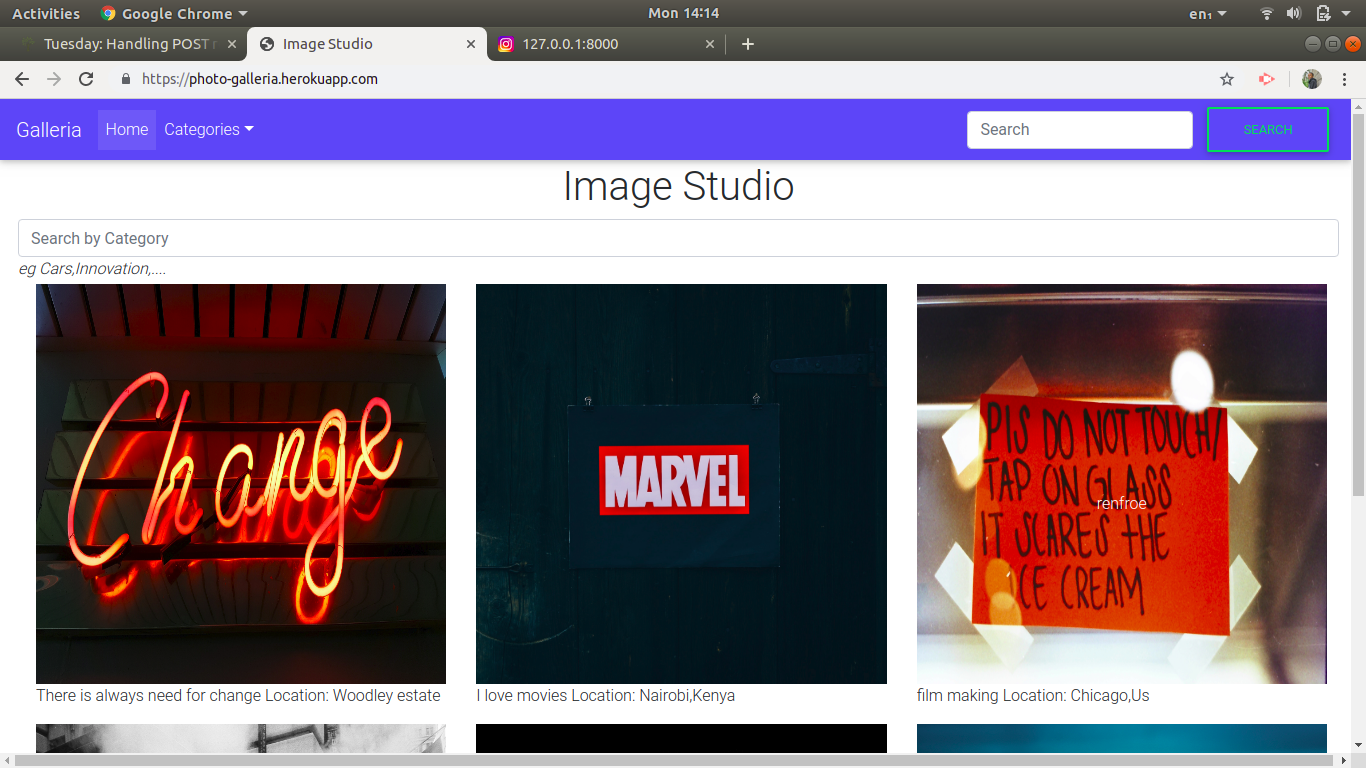 Activities Google Chrome Mon 14:14 en₁
Tuesday: Handling POST r Image Studio 127.0.0.1:8000
https://photo-galleria.herokuapp.com
Galleria Home Categories Search SEARCH
Image Studio
Search by Category
eg Cars,Innovation,....
Change
MARVEL
PLS DO NOT TOUCH/
TAP ON GLASS
renfroe
IT SCARES THE
ICE CREAM
There is always need for change Location: Woodley estate
I love movies Location: Nairobi,Kenya
film making Location: Chicago,Us